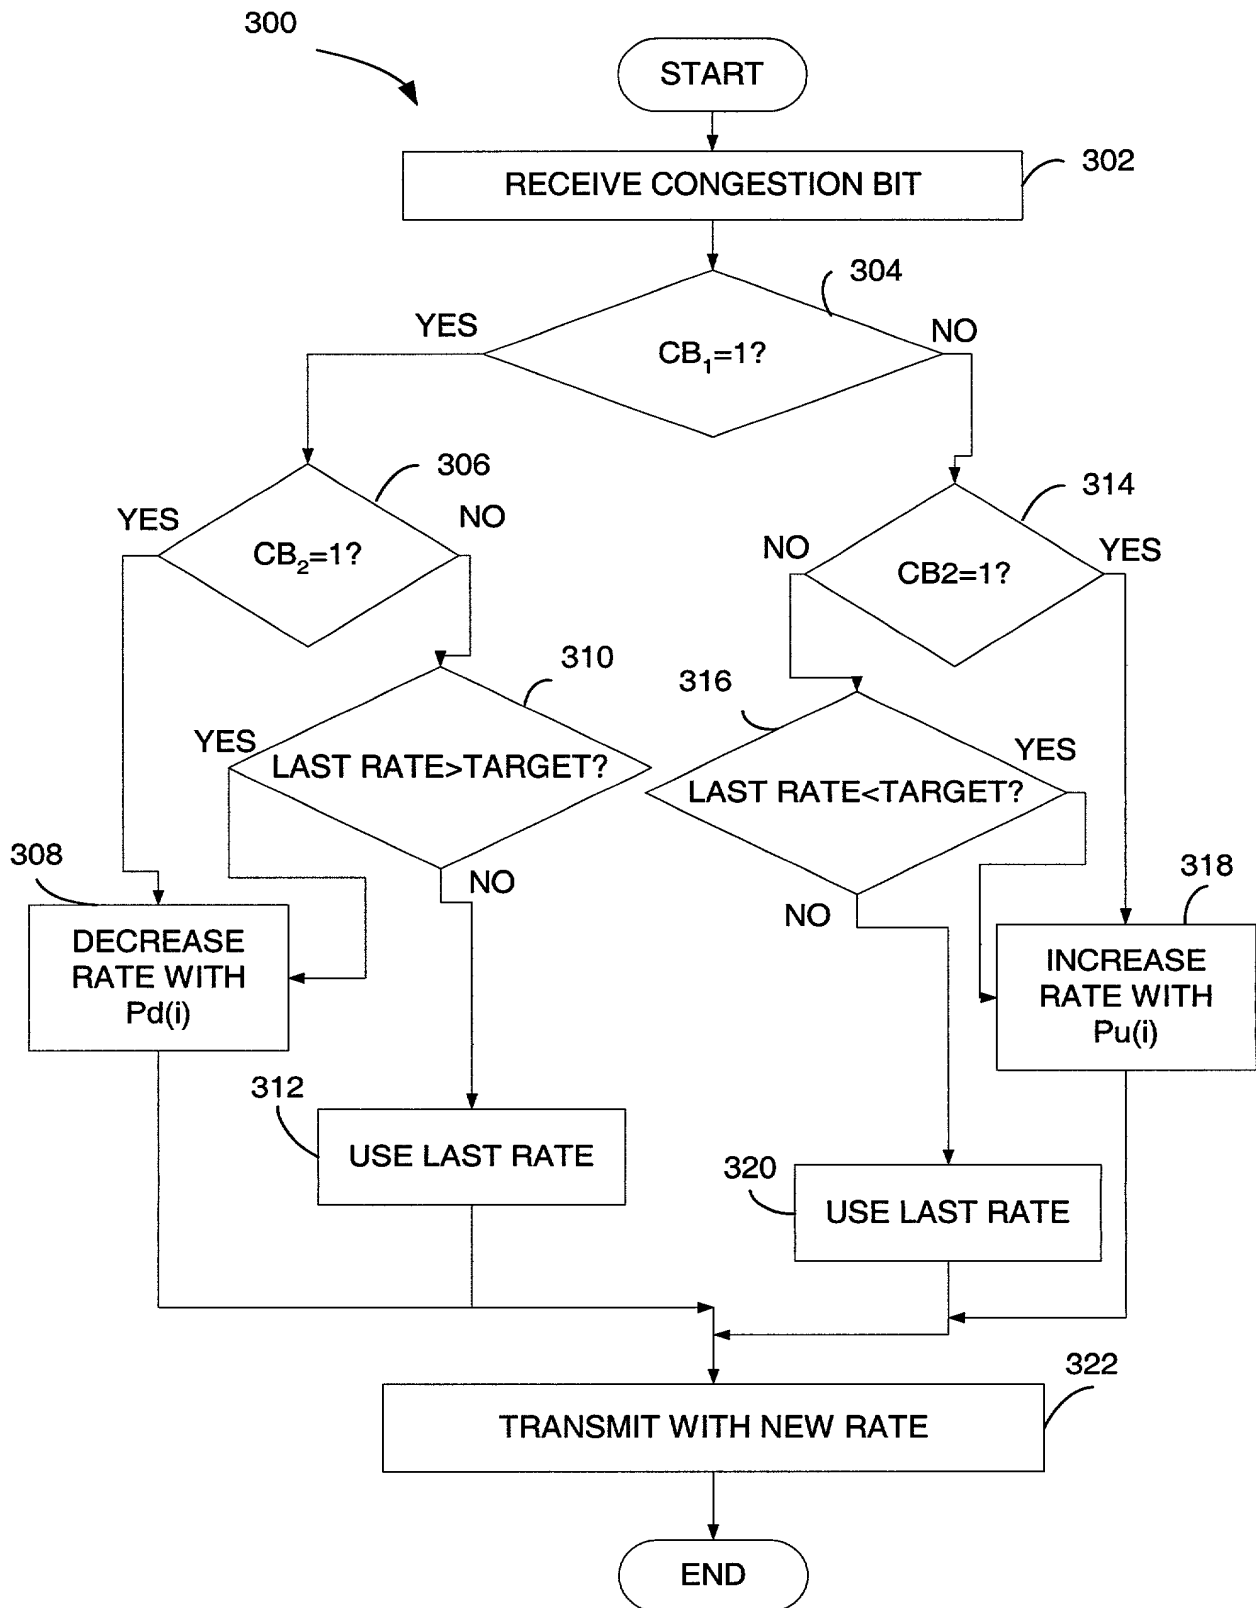 300
START
302
RECEIVE CONGESTION BIT
304
YES
NO
CB₁=1?
306
314
YES
NO
CB₂=1?
NO
YES
CB2=1?
310
316
YES
LAST RATE>TARGET?
YES
LAST RATE<TARGET?
308
NO
NO
318
DECREASE
RATE WITH
Pd(i)
INCREASE
RATE WITH
Pu(i)
312
USE LAST RATE
320
USE LAST RATE
322
TRANSMIT WITH NEW RATE
END